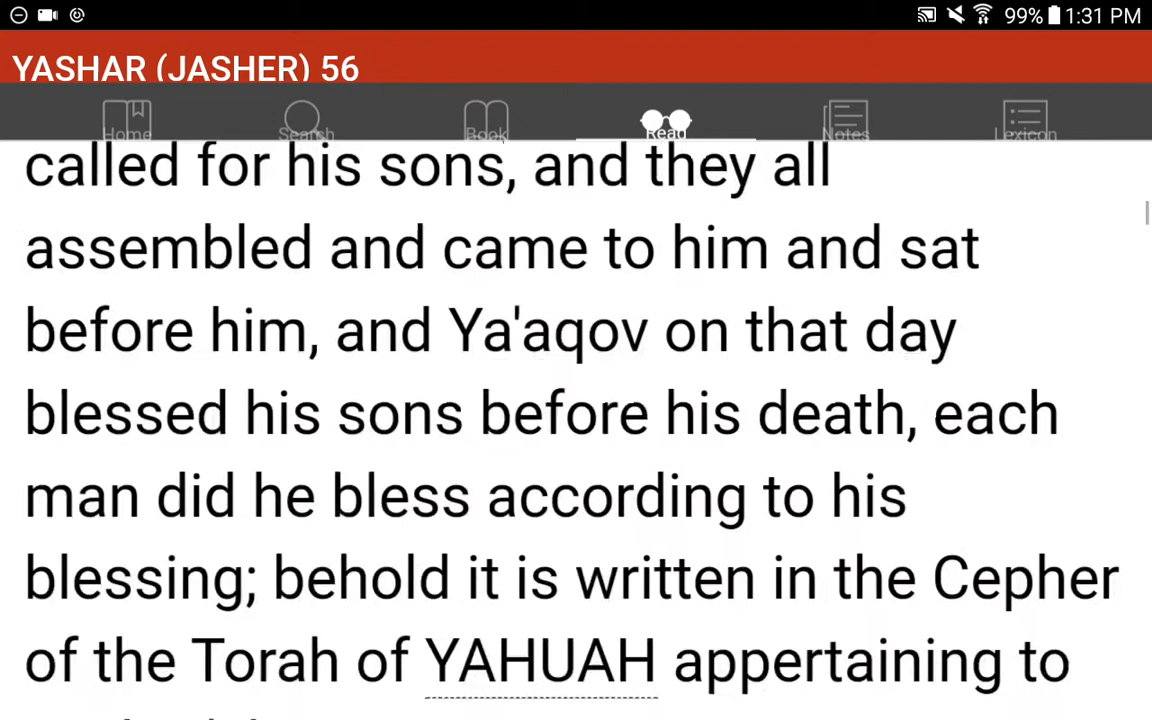 99% 1:31 PM
YASHAR (JASHER) 56
Home Search Book Read Notes Lexicon
called for his sons, and they all
assembled and came to him and sat
before him, and Ya'aqov on that day
blessed his sons before his death, each
man did he bless according to his
blessing; behold it is written in the Cepher
of the Torah of YAHUAH appertaining to